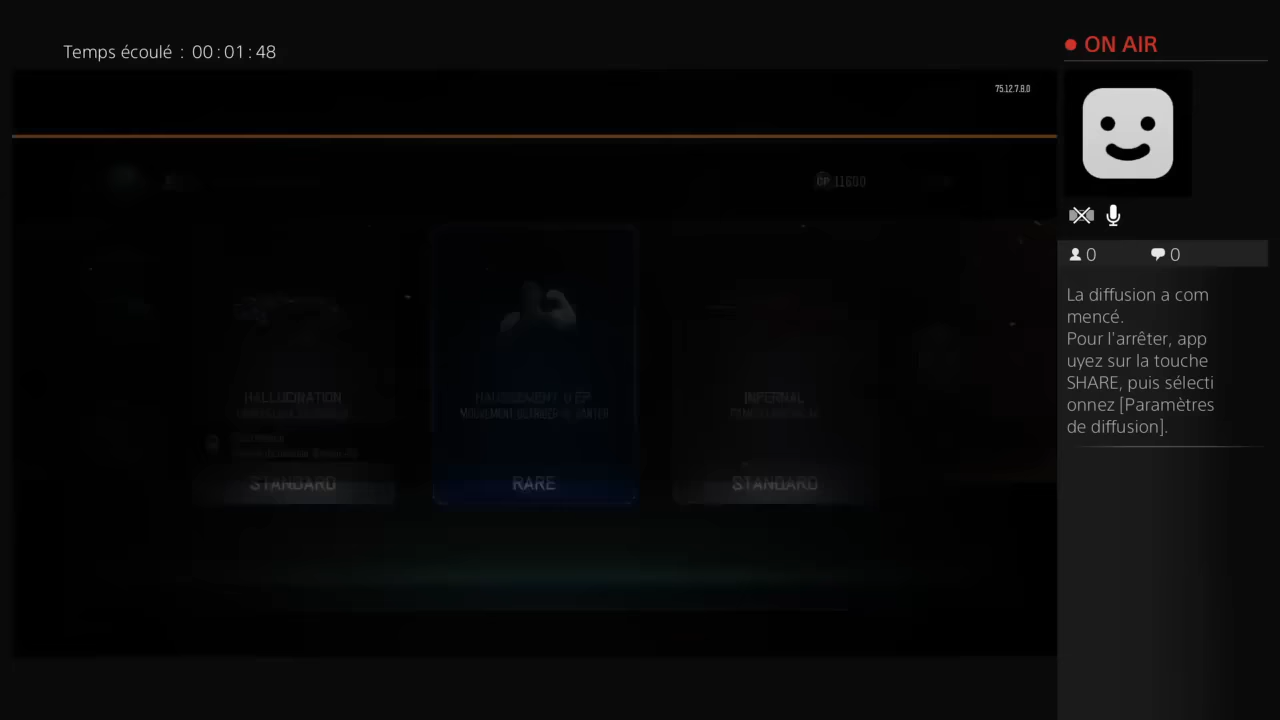 Temps écoulé : 00:01:48
ON AIR
75.12.7.8.0
11600
HALLUCINATION
INFERNAL
STANDARD
RARE
STANDARD
0
0
La diffusion a com
mencé.
Pour l'arrêter, app
uyez sur la touche
SHARE, puis sélecti
onnez [Paramètres
de diffusion].